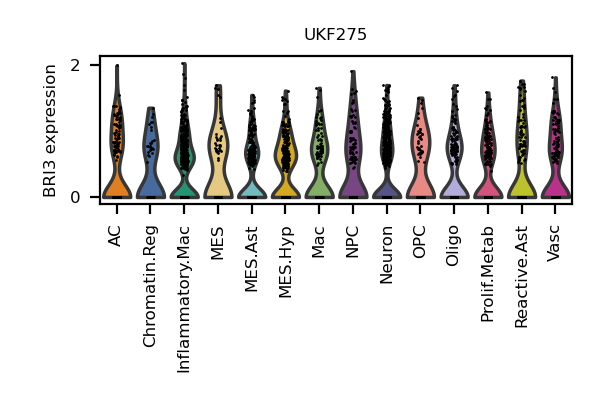 UKF275
BRI3 expression
2
0
AC
Chromatin.Reg
Inflammatory.Mac
MES
MES.Ast
MES.Hyp
Mac
NPC
Neuron
OPC
Oligo
Prolif.Metab
Reactive.Ast
Vasc